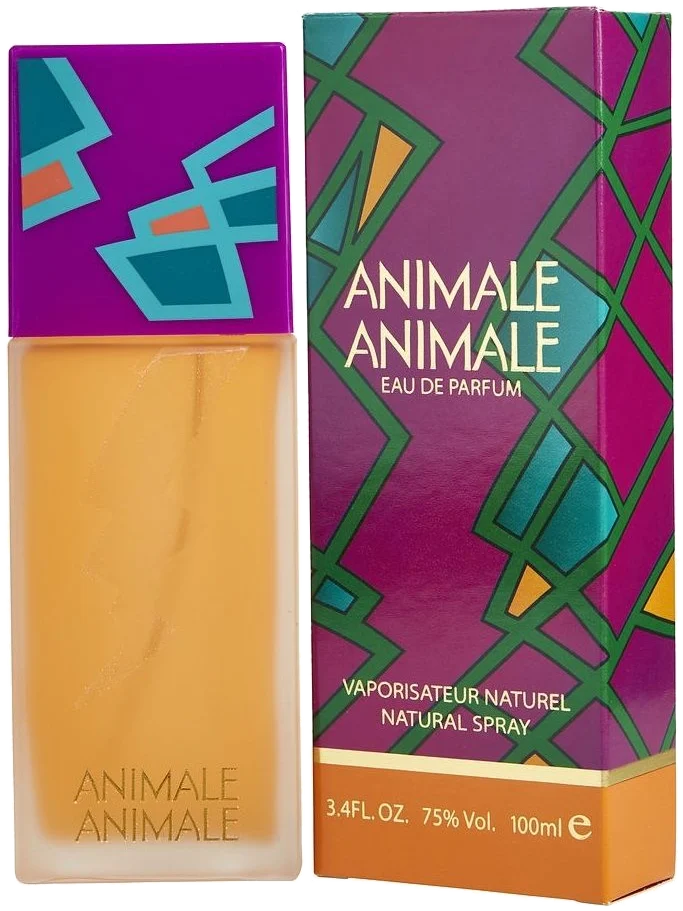 ANIMALE
ANIMALE
EAU DE PARFUM
VAPORISATEUR NATUREL
NATURAL SPRAY
3.4FL. OZ. 75% Vol. 100ml e
ANIMALE
ANIMALE